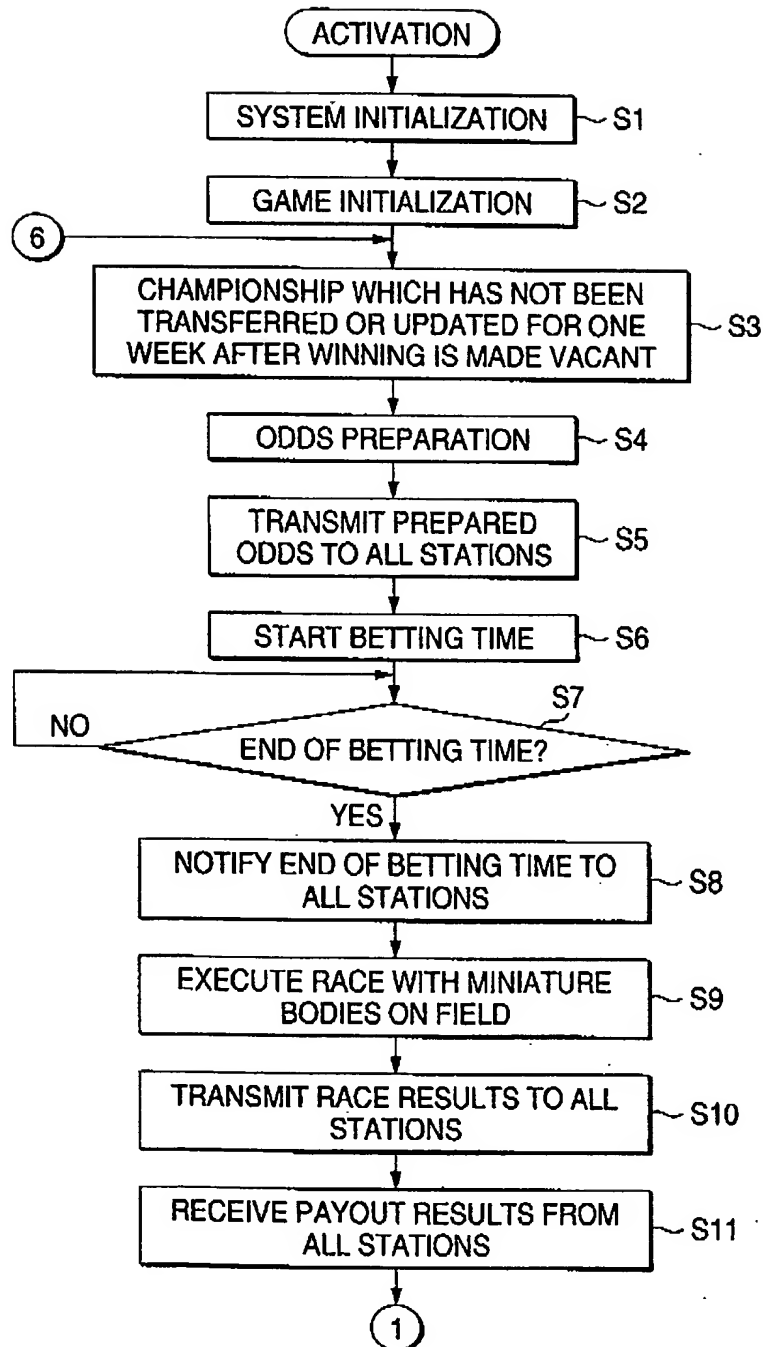 ACTIVATION
SYSTEM INITIALIZATION
S1
GAME INITIALIZATION
S2
6
CHAMPIONSHIP WHICH HAS NOT BEEN
TRANSFERRED OR UPDATED FOR ONE
WEEK AFTER WINNING IS MADE VACANT
S3
ODDS PREPARATION
S4
TRANSMIT PREPARED
ODDS TO ALL STATIONS
S5
START BETTING TIME
S6
S7
NO
END OF BETTING TIME?
YES
NOTIFY END OF BETTING TIME TO
ALL STATIONS
S8
EXECUTE RACE WITH MINIATURE
BODIES ON FIELD
S9
TRANSMIT RACE RESULTS TO ALL
STATIONS
S10
RECEIVE PAYOUT RESULTS FROM
ALL STATIONS
S11
1